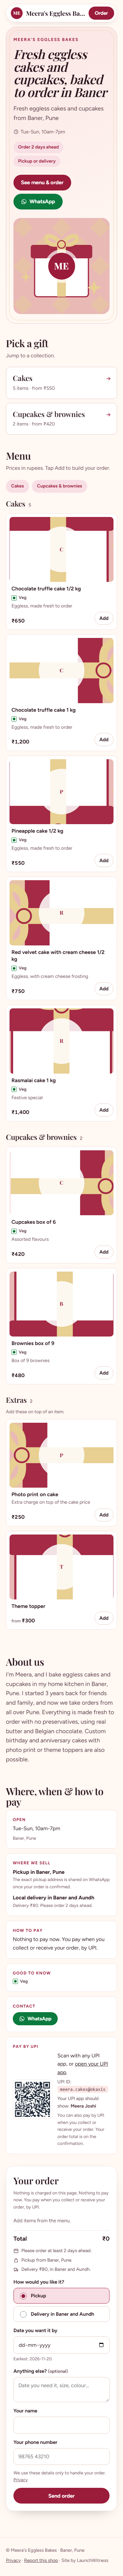 ME
Meera's Eggless Ba...
Order
MEERA'S EGGLESS BAKES
Fresh eggless
cakes and
cupcakes, baked
to order in Baner
Fresh eggless cakes and cupcakes
from Baner, Pune
Tue-Sun, 10am-7pm
Order 2 days ahead
Pickup or delivery
See menu & order
WhatsApp
ME
Pick a gift
Jump to a collection.
Cakes
5 items · from ₹550
Cupcakes & brownies
2 items · from ₹420
Menu
Prices in rupees. Tap Add to build your order.
Cakes
Cupcakes & brownies
Cakes 5
C
Chocolate truffle cake 1/2 kg
Veg
Eggless, made fresh to order
₹650
Add
C
Chocolate truffle cake 1 kg
Veg
Eggless, made fresh to order
₹1,200
Add
P
Pineapple cake 1/2 kg
Veg
Eggless, made fresh to order
₹550
Add
R
Red velvet cake with cream cheese 1/2
kg
Veg
Eggless, with cream cheese frosting
₹750
Add
R
Rasmalai cake 1 kg
Veg
Festive special
₹1,400
Add
Cupcakes & brownies 2
C
Cupcakes box of 6
Veg
Assorted flavours
₹420
Add
B
Brownies box of 9
Veg
Box of 9 brownies
₹480
Add
Extras 2
Add these on top of an item.
P
Photo print on cake
Extra charge on top of the cake price
₹250
Add
T
Theme topper
from ₹300
Add
About us
I'm Meera, and I bake eggless cakes and
cupcakes in my home kitchen in Baner,
Pune. I started 3 years back for friends
and family, and now we take orders from
all over Pune. Everything is made fresh
to order with no preservatives, using real
butter and Belgian chocolate. Custom
birthday and anniversary cakes with
photo print or theme toppers are also
possible.
Where, when & how to
pay
OPEN
Tue-Sun, 10am-7pm
Baner, Pune
WHERE WE SELL
Pickup in Baner, Pune
The exact pickup address is shared on WhatsApp
once your order is confirmed.
Local delivery in Baner and Aundh
Delivery ₹80. Please order 2 days ahead.
HOW TO PAY
Nothing to pay now. You pay when you
collect or receive your order, by UPI.
GOOD TO KNOW
Veg
CONTACT
WhatsApp
PAY BY UPI
Scan with any UPI
app, or open your UPI
app.
UPI ID:
meera.cakes@okaxis
Your UPI app should
show: Meera Joshi
You can also pay by UPI
when you collect or
receive your order. Your
order total is in the
confirmation.
Your order
Nothing is charged on this page. Nothing to pay
now. You pay when you collect or receive your
order, by UPI.
Add items from the menu.
Total
₹0
Please order at least 2 days ahead.
Pickup from Baner, Pune.
Delivery ₹80, in Baner and Aundh.
How would you like it?
Pickup
Delivery in Baner and Aundh
Date you want it by
dd-mm-yyyy
Earliest: 2026-11-20.
Anything else? (optional)
Size you need, size, colour...
Your name
Your phone number
98765 43210
We use these details only to handle your order.
Privacy
Send order
© Meera's Eggless Bakes · Baner, Pune
Privacy · Report this shop · Site by LaunchWitness